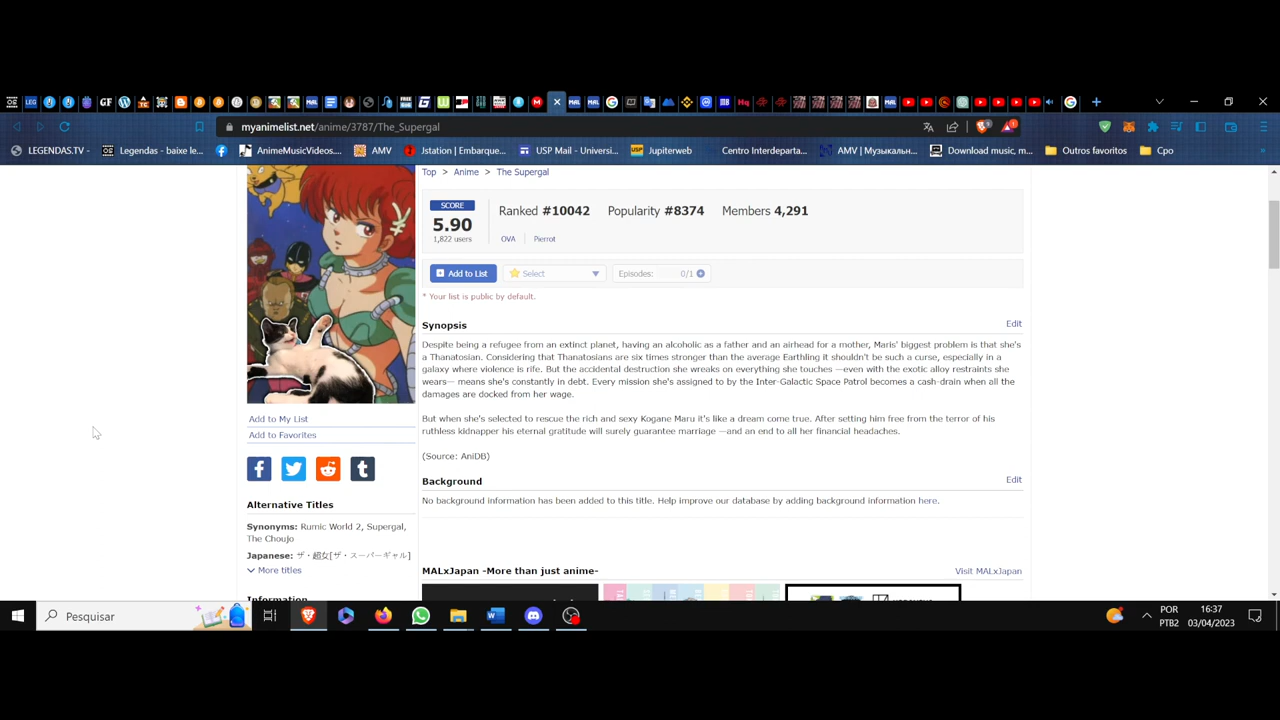 myanimelist.net/anime/3787/The_Supergal
LEGENDAS.TV -
Legendas - baixe le...
AnimeMusicVideos....
AMV
Jstation | Embarque...
USP Mail - Universi...
Jupiterweb
Centro Interdeparta...
AMV | Музыкальн...
Download music, m...
Outros favoritos
Cpo
Top > Anime > The Supergal
SCORE
5.90
1,822 users
Ranked #10042 Popularity #8374 Members 4,291
OVA Pierrot
Add to List
Select
Episodes: 0/1
* Your list is public by default.
Synopsis
Edit
Despite being a refugee from an extinct planet, having an alcoholic as a father and an airhead for a mother, Maris' biggest problem is that she's
a Thanatosian. Considering that Thanatosians are six times stronger than the average Earthling it shouldn't be such a curse, especially in a
galaxy where violence is rife. But the accidental destruction she wreaks on everything she touches —even with the exotic alloy restraints she
wears— means she's constantly in debt. Every mission she's assigned to by the Inter-Galactic Space Patrol becomes a cash-drain when all the
damages are docked from her wage.
But when she's selected to rescue the rich and sexy Kogane Maru it's like a dream come true. After setting him free from the terror of his
ruthless kidnapper his eternal gratitude will surely guarantee marriage —and an end to all her financial headaches.
(Source: AniDB)
Background
Edit
No background information has been added to this title. Help improve our database by adding background information here.
MALxJapan -More than just anime-
Visit MALxJapan
Add to My List
Add to Favorites
Alternative Titles
Synonyms: Rumic World 2, Supergal,
The Choujo
Japanese: ザ・超女[ザ・スーパーギャル]
More titles
Information
Pesquisar
POR
PTB2
16:37
03/04/2023